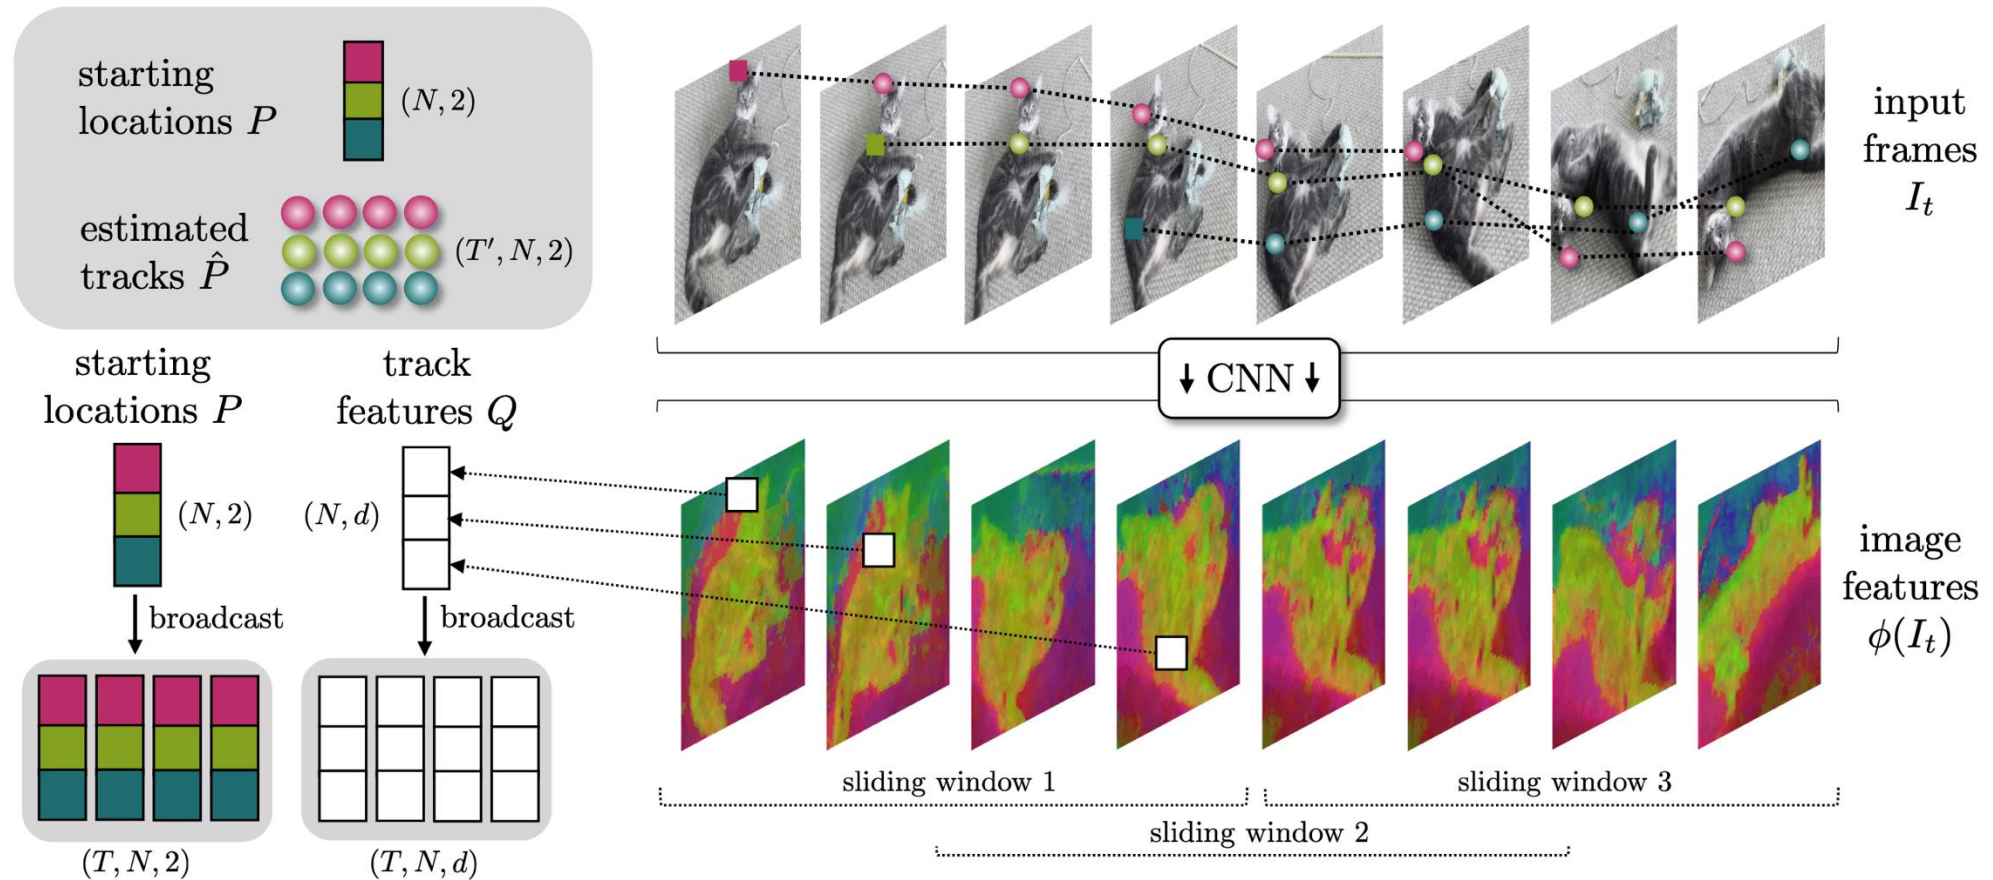 starting
locations P
(N, 2)
estimated
tracks P̂
(T′, N, 2)
input
frames
I_t
↓ CNN ↓
starting
locations P
(N, 2)
broadcast
(T, N, 2)
track
features Q
(N, d)
broadcast
(T, N, d)
image
features
ϕ(I_t)
sliding window 1
sliding window 3
sliding window 2